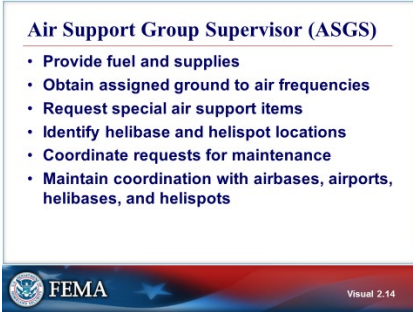 Air Support Group Supervisor (ASGS)
• Provide fuel and supplies
• Obtain assigned ground to air frequencies
• Request special air support items
• Identify helibase and helispot locations
• Coordinate requests for maintenance
• Maintain coordination with airbases, airports,
helibases, and helispots
FEMA
Visual 2.14